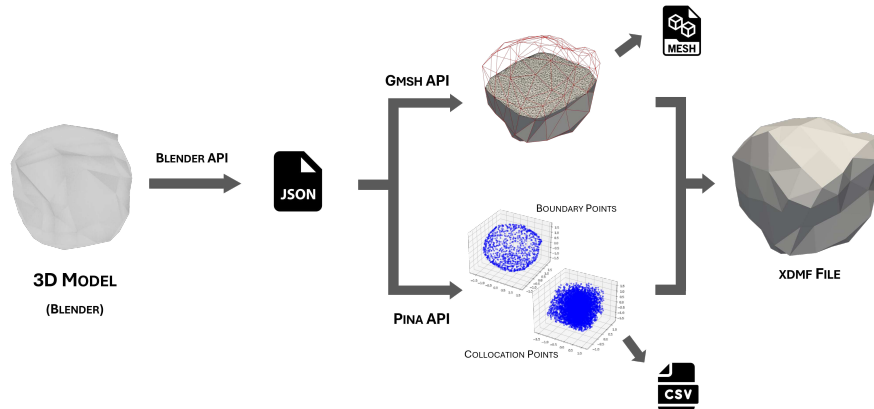 MESH
GMSH API
BLENDER API
JSON
BOUNDARY POINTS
3D MODEL
(BLENDER)
XDMF FILE
PINA API
COLLOCATION POINTS
CSV